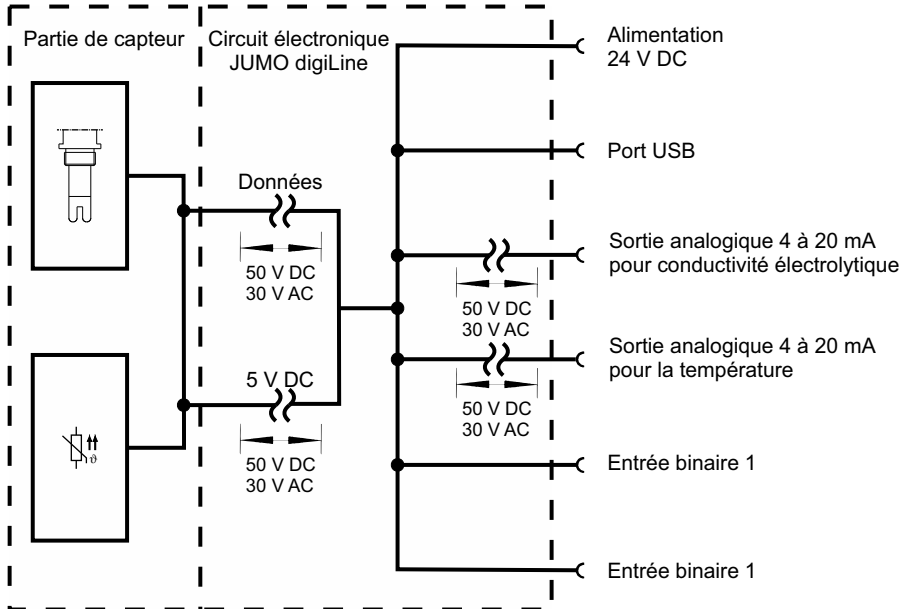 Partie de capteur
Circuit électronique
JUMO digiLine
Données
50 V DC
30 V AC
5 V DC
50 V DC
30 V AC
50 V DC
30 V AC
50 V DC
30 V AC
ϑ
Alimentation
24 V DC
Port USB
Sortie analogique 4 à 20 mA
pour conductivité électrolytique
Sortie analogique 4 à 20 mA
pour la température
Entrée binaire 1
Entrée binaire 1